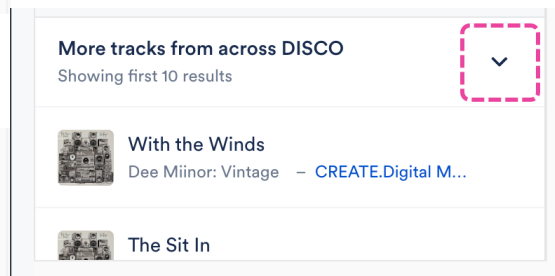 More tracks from across DISCO
Showing first 10 results
With the Winds
Dee Miinor: Vintage – CREATE.Digital M...
The Sit In